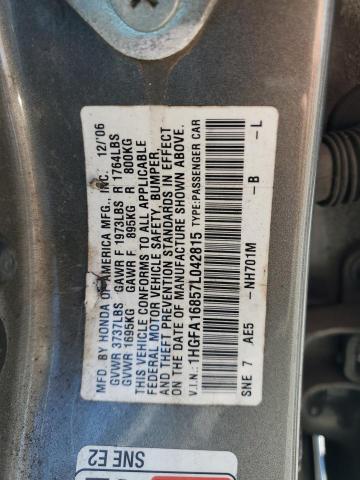 MFD. BY HONDA OF AMERICA MFG., INC. 12/06
GVWR 3737LBS GAWR F 1973LBS R 1764LBS
GVWR 1695KG GAWR F 895KG R 800KG
THIS VEHICLE CONFORMS TO ALL APPLICABLE
FEDERAL MOTOR VEHICLE SAFETY, BUMPER,
AND THEFT PREVENTION STANDARDS IN EFFECT
ON THE DATE OF MANUFACTURE SHOWN ABOVE.
V.I.N.: 1HGFA16857L042815 TYPE:PASSENGER CAR
SNE 7 AE5 -NH701M -B -L
SNE E2